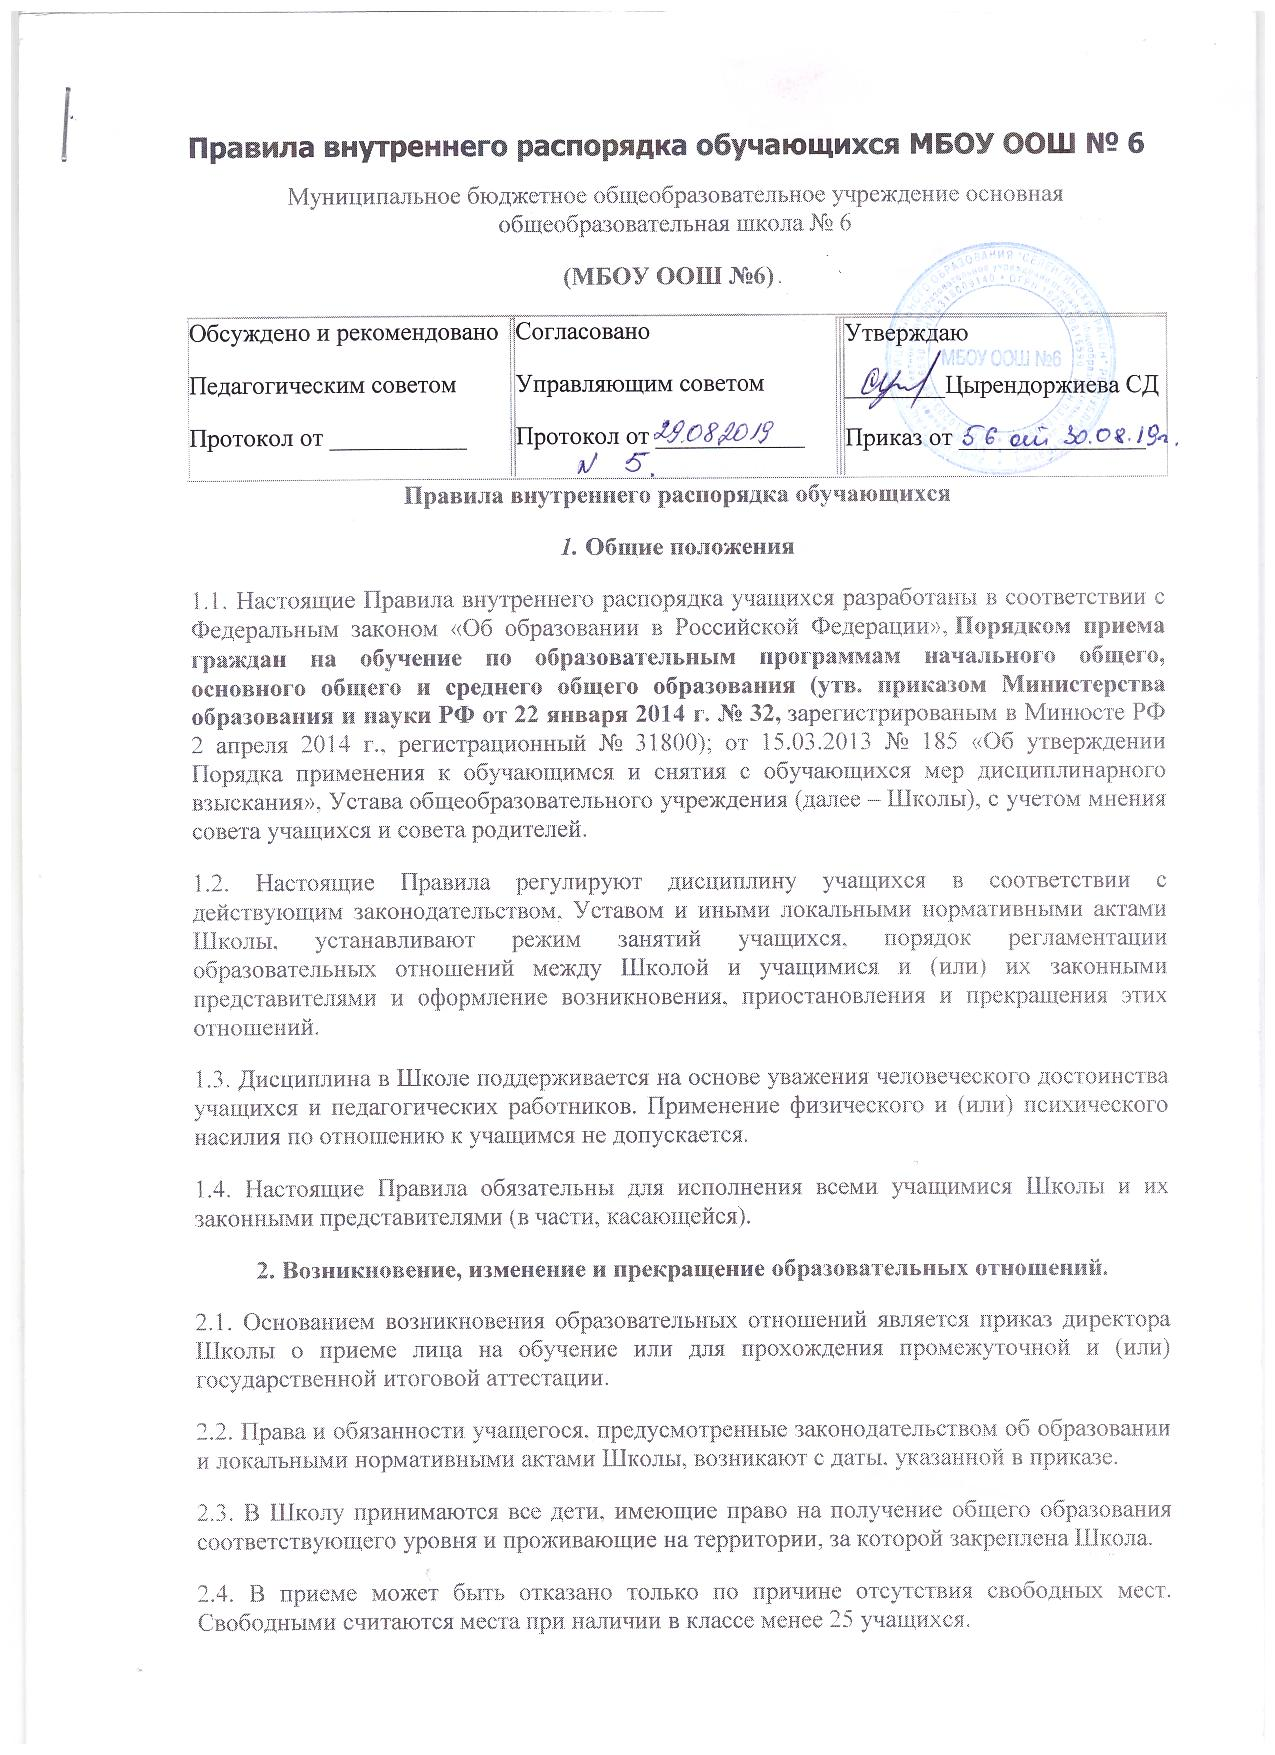 Правила внутреннего распорядка обучающихся МБОУ ООШ № 6
Муниципальное бюджетное общеобразовательное учреждение основная
общеобразовательная школа № 6
(МБОУ ООШ №6).
Обсуждено и рекомендовано
Педагогическим советом
Протокол от ___________
Согласовано
Управляющим советом
Протокол от 29.08.2019
N 5.
Утверждаю
МБОУ ООШ №6
________Цырендоржиева СД
Приказ от 56 от 30.08.19г.
Правила внутреннего распорядка обучающихся
1. Общие положения
1.1. Настоящие Правила внутреннего распорядка учащихся разработаны в соответствии с
Федеральным законом «Об образовании в Российской Федерации», Порядком приема
граждан на обучение по образовательным программам начального общего,
основного общего и среднего общего образования (утв. приказом Министерства
образования и науки РФ от 22 января 2014 г. № 32, зарегистрированым в Минюсте РФ
2 апреля 2014 г., регистрационный № 31800); от 15.03.2013 № 185 «Об утверждении
Порядка применения к обучающимся и снятия с обучающихся мер дисциплинарного
взыскания», Устава общеобразовательного учреждения (далее – Школы), с учетом мнения
совета учащихся и совета родителей.
1.2. Настоящие Правила регулируют дисциплину учащихся в соответствии с
действующим законодательством, Уставом и иными локальными нормативными актами
Школы, устанавливают режим занятий учащихся, порядок регламентации
образовательных отношений между Школой и учащимися и (или) их законными
представителями и оформление возникновения, приостановления и прекращения этих
отношений.
1.3. Дисциплина в Школе поддерживается на основе уважения человеческого достоинства
учащихся и педагогических работников. Применение физического и (или) психического
насилия по отношению к учащимся не допускается.
1.4. Настоящие Правила обязательны для исполнения всеми учащимися Школы и их
законными представителями (в части, касающейся).
2. Возникновение, изменение и прекращение образовательных отношений.
2.1. Основанием возникновения образовательных отношений является приказ директора
Школы о приеме лица на обучение или для прохождения промежуточной и (или)
государственной итоговой аттестации.
2.2. Права и обязанности учащегося, предусмотренные законодательством об образовании
и локальными нормативными актами Школы, возникают с даты, указанной в приказе.
2.3. В Школу принимаются все дети, имеющие право на получение общего образования
соответствующего уровня и проживающие на территории, за которой закреплена Школа.
2.4. В приеме может быть отказано только по причине отсутствия свободных мест.
Свободными считаются места при наличии в классе менее 25 учащихся.